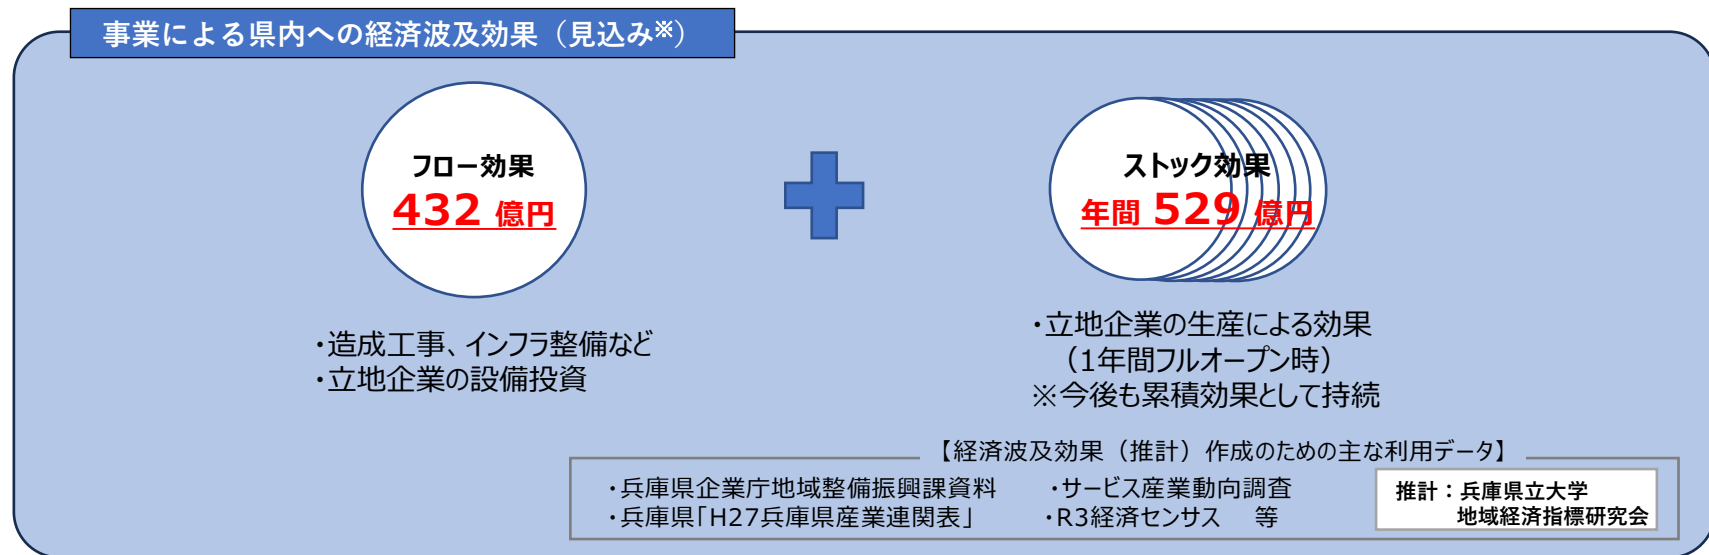 事業による県内への経済波及効果（見込み※）
フロー効果
432 億円
・造成工事、インフラ整備など
・立地企業の設備投資
ストック効果
年間 529 億円
・立地企業の生産による効果
（1年間フルオープン時）
※今後も累積効果として持続
【経済波及効果（推計）作成のための主な利用データ】
・兵庫県企業庁地域整備振興課資料　・サービス産業動向調査
・兵庫県「H27兵庫県産業連関表」　・R3経済センサス　等
推計：兵庫県立大学
地域経済指標研究会